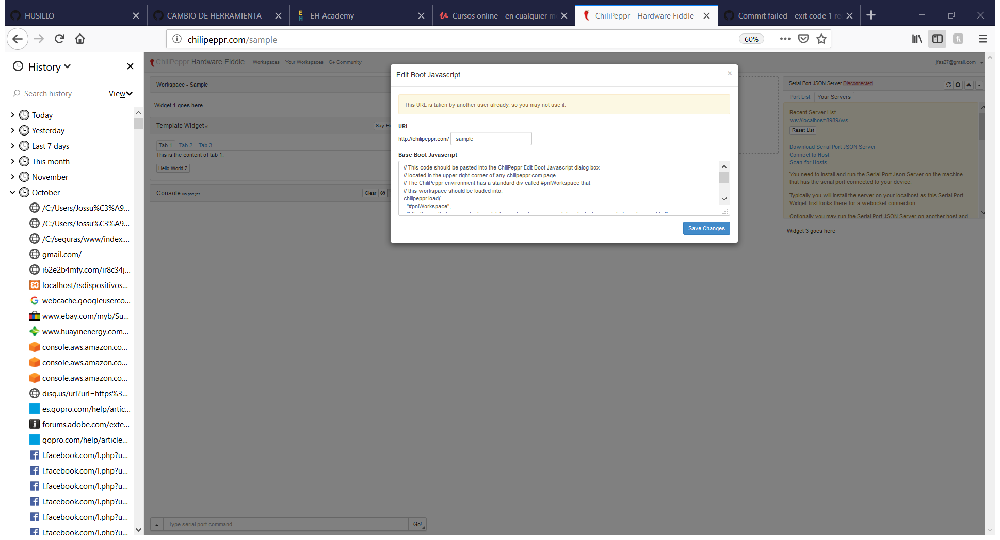 HUSILLO
CAMBIO DE HERRAMIENTA
EH Academy
Cursos online - en cualquier m
ChiliPeppr - Hardware Fiddle
Commit failed - exit code 1 re
chilipeppr.com/sample
60%
History
Search history
View
Today
Yesterday
Last 7 days
This month
November
October
/C:/Users/Jossu%C3%A9...
/C:/Users/Jossu%C3%A9...
/C:/seguras/www/index....
gmail.com/
i62e2b4mfy.com/ir8c34j...
localhost/rsdispositivos...
webcache.googleuserco...
www.ebay.com/myb/Su...
www.huayinenergy.com...
console.aws.amazon.co...
console.aws.amazon.co...
console.aws.amazon.co...
disq.us/url?url=https%3...
es.gopro.com/help/artic...
forums.adobe.com/exte...
gopro.com/help/article...
l.facebook.com/l.php?u...
l.facebook.com/l.php?u...
l.facebook.com/l.php?u...
l.facebook.com/l.php?u...
l.facebook.com/l.php?u...
l.facebook.com/l.php?u...
ChiliPeppr Hardware Fiddle Workspaces Your Workspaces G+ Community
jfaa27@gmail.com
Workspace - Sample
Widget 1 goes here
Template Widget v1
Say He
Tab 1 Tab 2 Tab 3
This is the content of tab 1.
Hello World 2
Console No port yet...
Clear
Type serial port command
Go!
Edit Boot Javascript
×
This URL is taken by another user already, so you may not use it.
URL
http://chilipeppr.com/ sample
Base Boot Javascript
// This code should be pasted into the ChiliPeppr Edit Boot Javascript dialog box
// located in the upper right corner of any chilipeppr.com page.
// The ChiliPeppr environment has a standard div called #pnlWorkspace that
// this workspace should be loaded into.
chilipeppr.load(
"#pnlWorkspace",
Save Changes
Serial Port JSON Server Disconnected
Port List Your Servers
Recent Server List
ws://localhost:8989/ws
Reset List
Download Serial Port JSON Server
Connect to Host
Scan for Hosts
You need to install and run the Serial Port Json Server on the machine
that has the serial port connected to your device.
Typically you will install the server on your localhost as this Serial Port
Widget first looks there for a webocket connection.
Optionally you may run the Serial Port JSON Server on another host and
Widget 3 goes here